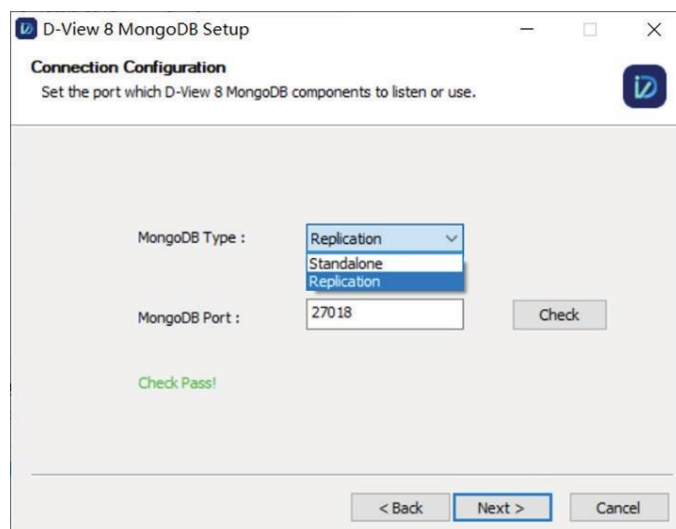 D-View 8 MongoDB Setup
Connection Configuration
Set the port which D-View 8 MongoDB components to listen or use.
MongoDB Type :
Replication
Standalone
Replication
MongoDB Port :
27018
Check
Check Pass!
< Back
Next >
Cancel